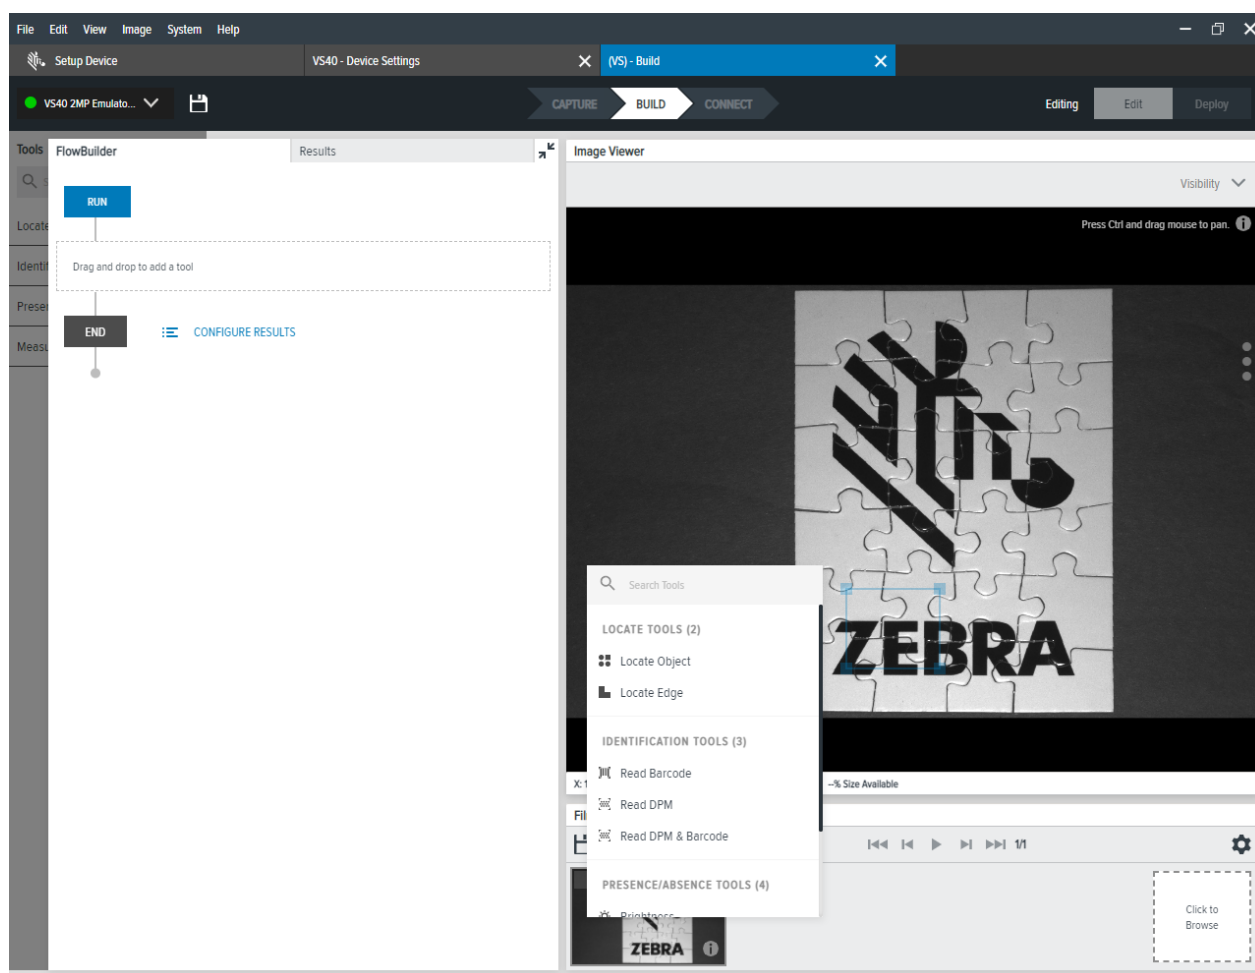 File Edit View Image System Help
Setup Device
VS40 - Device Settings
(VS) - Build
VS40 2MP Emulato...
CAPTURE
BUILD
CONNECT
Editing
Edit
Deploy
Tools
FlowBuilder
Results
Image Viewer
Visibility
RUN
Press Ctrl and drag mouse to pan.
Locate
Drag and drop to add a tool
END
CONFIGURE RESULTS
ZEBRA
Search Tools
LOCATE TOOLS (2)
Locate Object
Locate Edge
IDENTIFICATION TOOLS (3)
Read Barcode
Read DPM
Read DPM & Barcode
PRESENCE/ABSENCE TOOLS (4)
Brightness
--% Size Available
1/1
ZEBRA
Click to
Browse